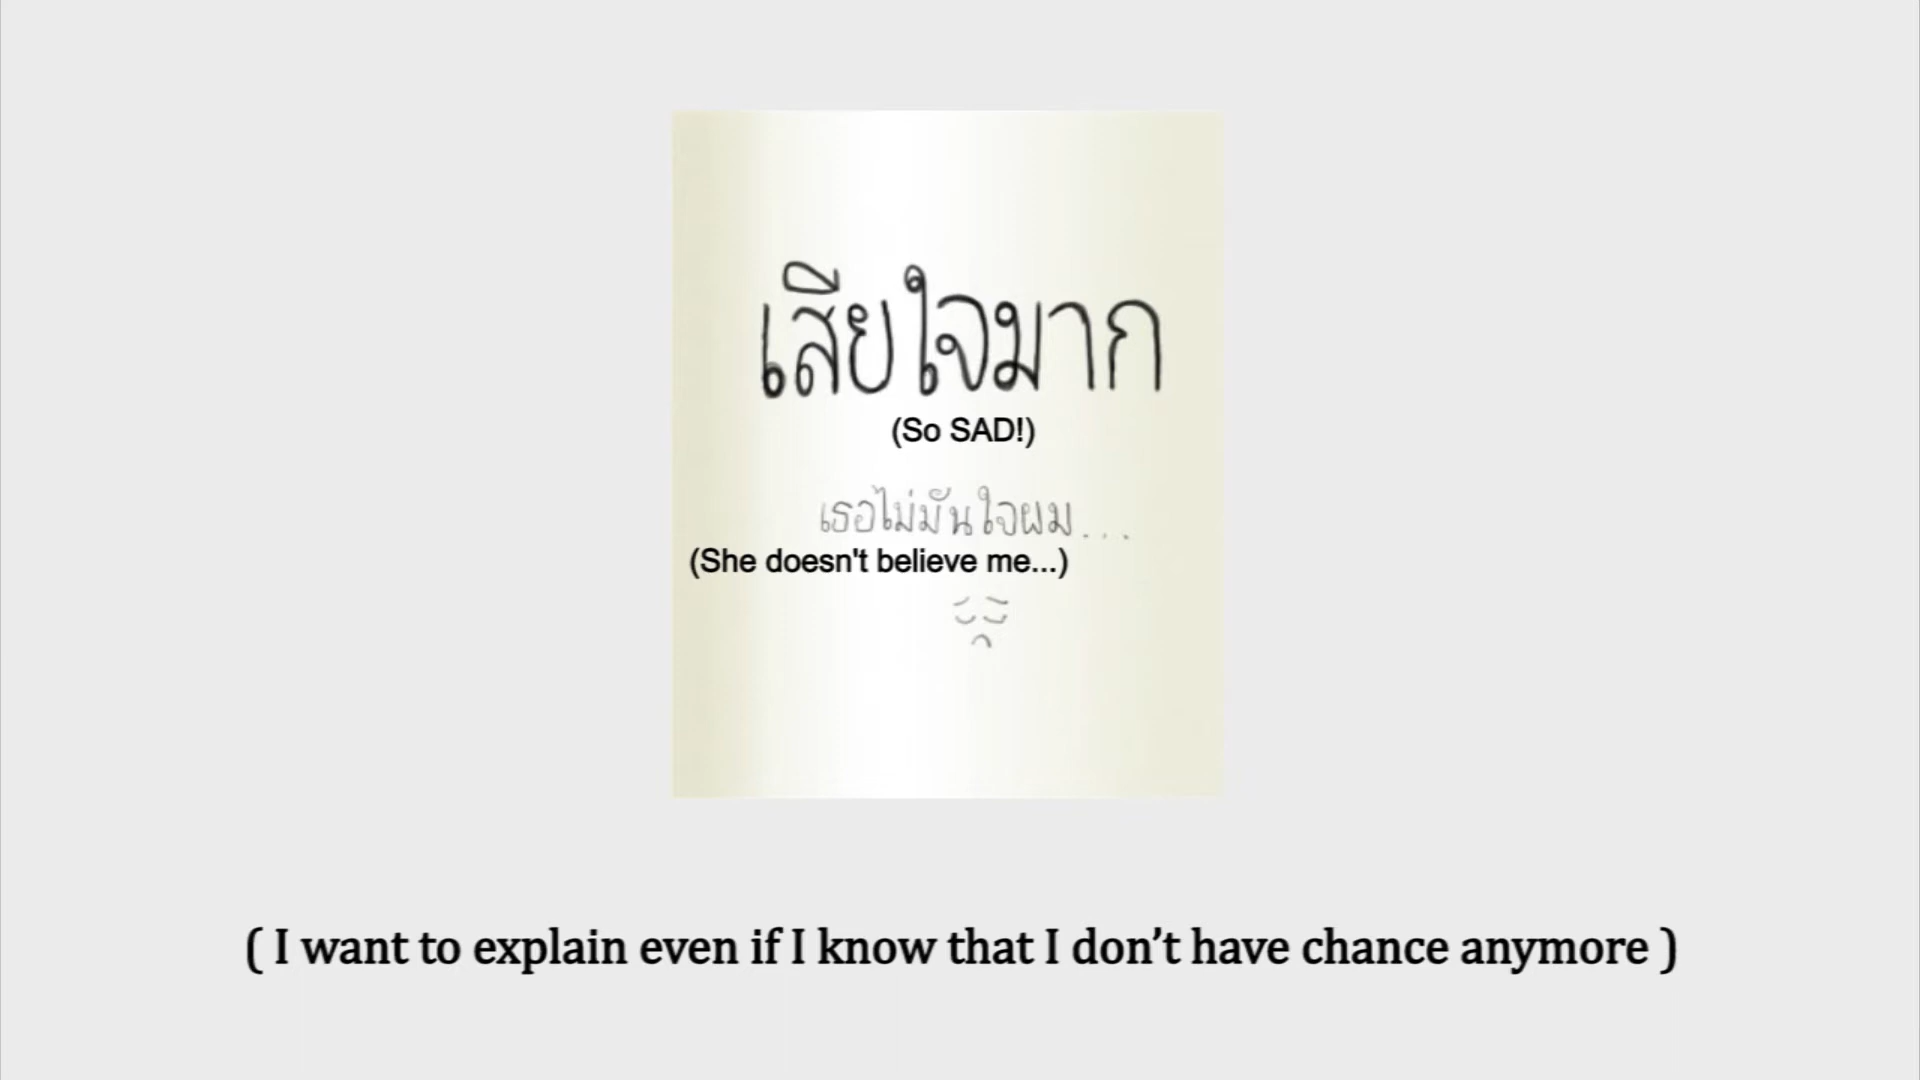 เสียใจมาก
(So SAD!)
เธอไม่มั่นใจผม...
(She doesn't believe me...)
( I want to explain even if I know that I don’t have chance anymore )